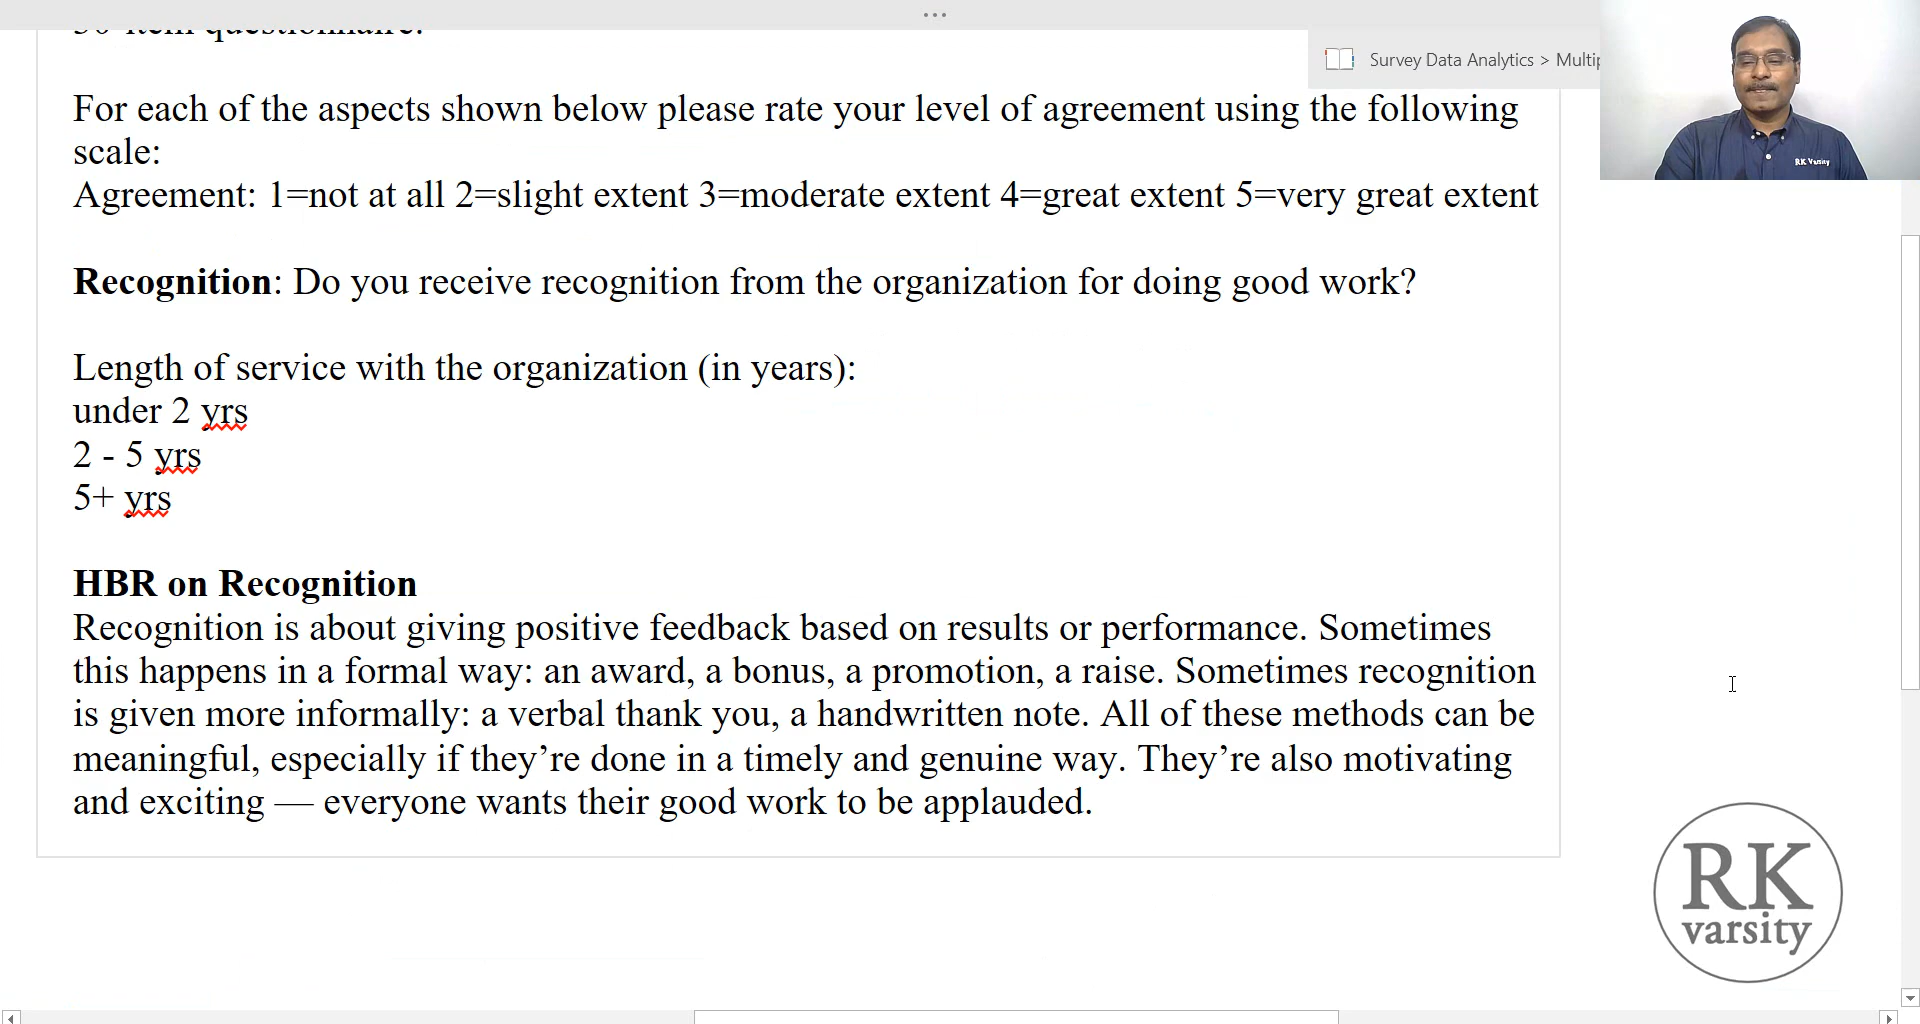 Survey Data Analytics > Multip
For each of the aspects shown below please rate your level of agreement using the following
scale:
Agreement: 1=not at all 2=slight extent 3=moderate extent 4=great extent 5=very great extent
Recognition: Do you receive recognition from the organization for doing good work?
Length of service with the organization (in years):
under 2 yrs
2 - 5 yrs
5+ yrs
HBR on Recognition
Recognition is about giving positive feedback based on results or performance. Sometimes
this happens in a formal way: an award, a bonus, a promotion, a raise. Sometimes recognition
is given more informally: a verbal thank you, a handwritten note. All of these methods can be
meaningful, especially if they’re done in a timely and genuine way. They’re also motivating
and exciting — everyone wants their good work to be applauded.
RK Varsity
RK
varsity